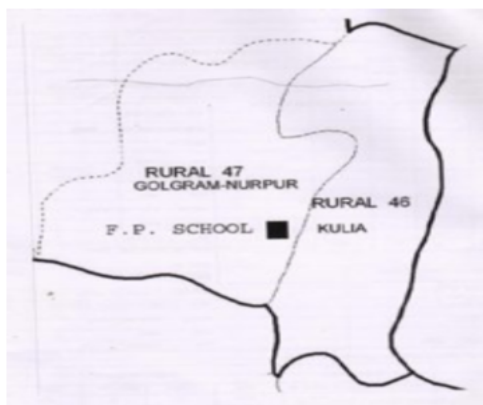 RURAL 47
GOLGRAM-NURPUR
RURAL 46
F.P. SCHOOL
KULIA